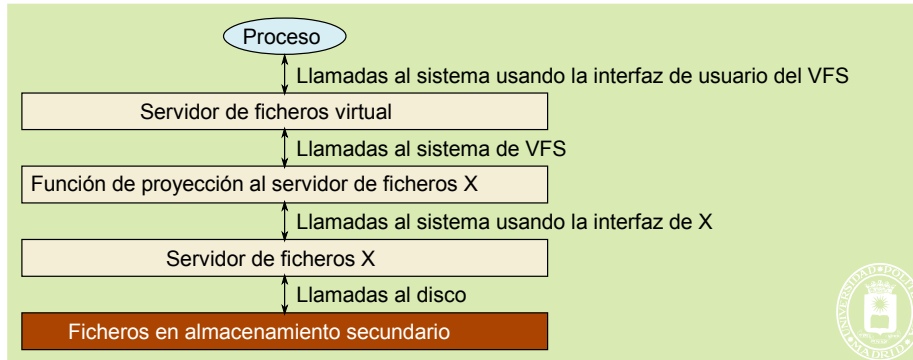 Proceso
Llamadas al sistema usando la interfaz de usuario del VFS
Servidor de ficheros virtual
Llamadas al sistema de VFS
Función de proyección al servidor de ficheros X
Llamadas al sistema usando la interfaz de X
Servidor de ficheros X
Llamadas al disco
Ficheros en almacenamiento secundario